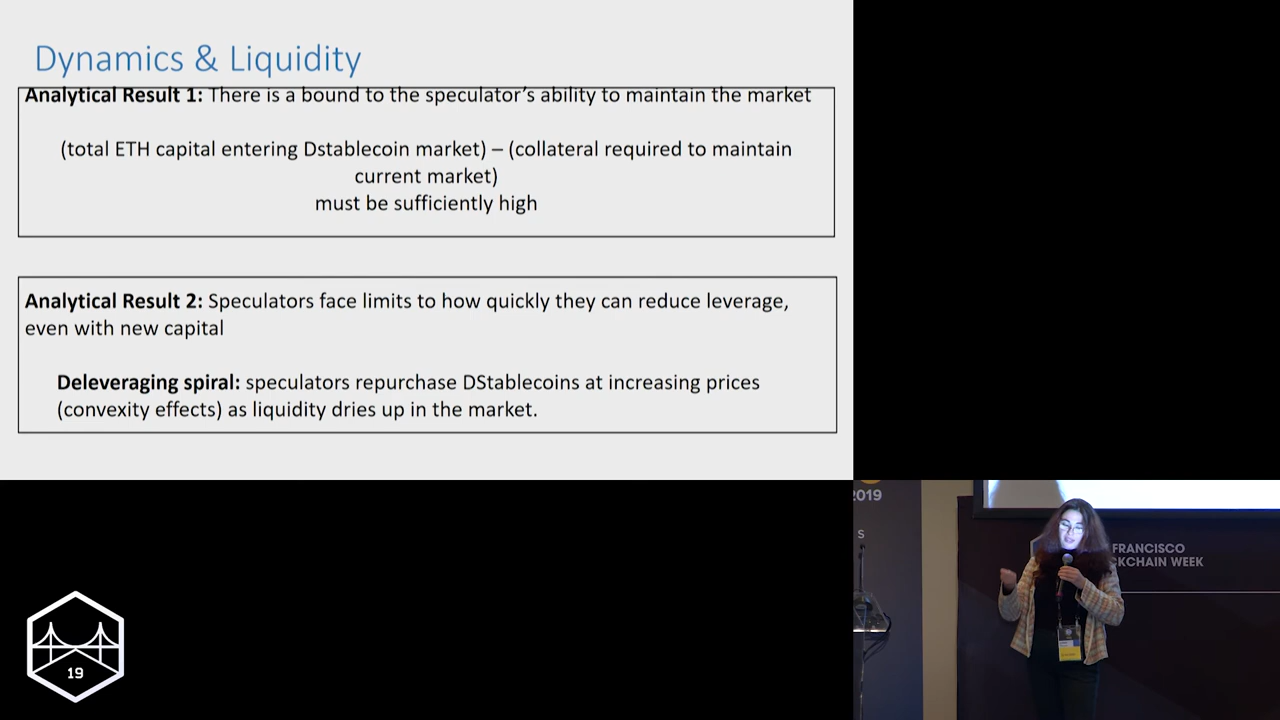 Dynamics & Liquidity
Analytical Result 1: There is a bound to the speculator's ability to maintain the market
(total ETH capital entering Dstablecoin market) – (collateral required to maintain
current market)
must be sufficiently high
Analytical Result 2: Speculators face limits to how quickly they can reduce leverage,
even with new capital
Deleveraging spiral: speculators repurchase DStablecoins at increasing prices
(convexity effects) as liquidity dries up in the market.
19
2019
S
FRANCISCO
CKCHAIN WEEK